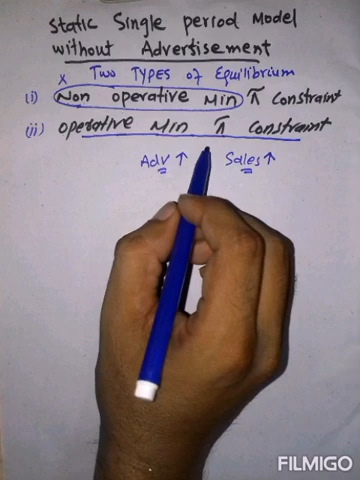 Static Single period Model
without Advertisement
x Two Types of Equilibrium
(i) Non operative Min π Constraint
(ii) operative Min π Constraint
Adv ↑ Sales ↑
FILMIGO